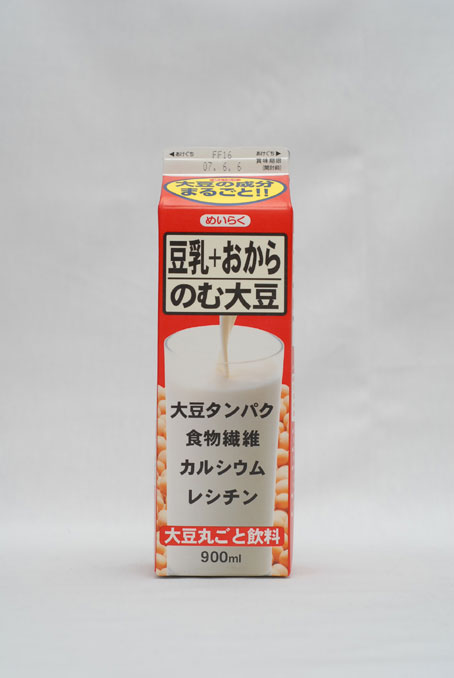 ◀あけぐち あけぐち▶
FF16
07. 6. 6
賞味期限
(開封前)
大豆の成分
まるごと!!
めいらく
豆乳+おから
のむ大豆
大豆タンパク
食物繊維
カルシウム
レシチン
大豆丸ごと飲料
900ml